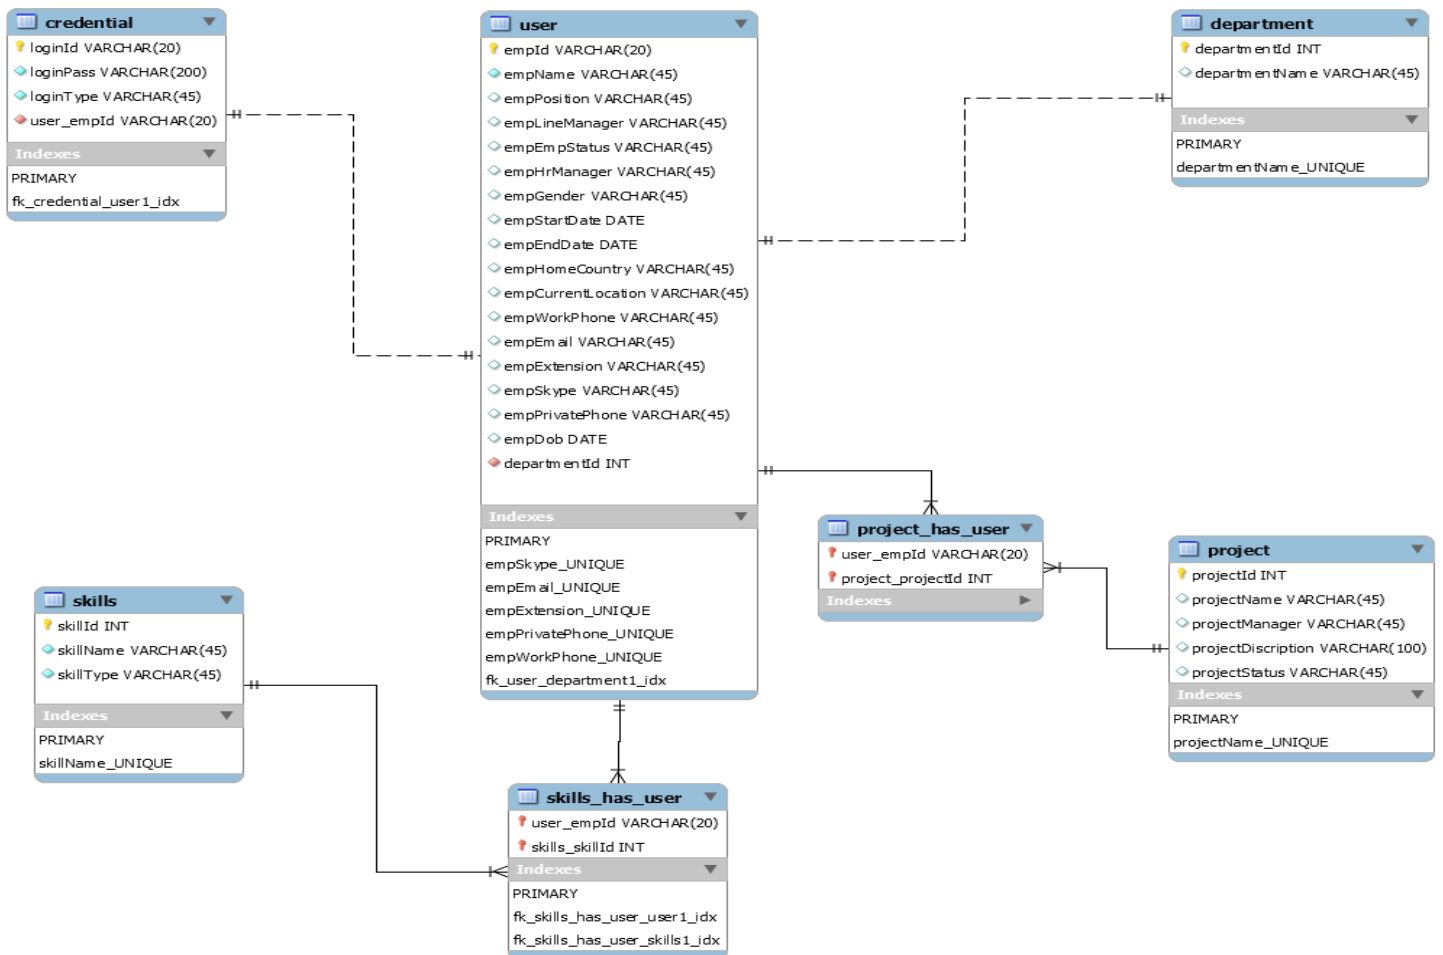 credential
loginId VARCHAR(20)
loginPass VARCHAR(200)
loginType VARCHAR(45)
user_empId VARCHAR(20)
Indexes
PRIMARY
fk_credential_user1_idx
user
empId VARCHAR(20)
empName VARCHAR(45)
empPosition VARCHAR(45)
empLineManager VARCHAR(45)
empEmpStatus VARCHAR(45)
empHrManager VARCHAR(45)
empGender VARCHAR(45)
empStartDate DATE
empEndDate DATE
empHomeCountry VARCHAR(45)
empCurrentLocation VARCHAR(45)
empWorkPhone VARCHAR(45)
empEmail VARCHAR(45)
empExtension VARCHAR(45)
empSkype VARCHAR(45)
empPrivatePhone VARCHAR(45)
empDob DATE
departmentId INT
Indexes
PRIMARY
empSkype_UNIQUE
empEmail_UNIQUE
empExtension_UNIQUE
empPrivatePhone_UNIQUE
empWorkPhone_UNIQUE
fk_user_department1_idx
department
departmentId INT
departmentName VARCHAR(45)
Indexes
PRIMARY
departmentName_UNIQUE
project_has_user
user_empId VARCHAR(20)
project_projectId INT
Indexes
project
projectId INT
projectName VARCHAR(45)
projectManager VARCHAR(45)
projectDiscription VARCHAR(100)
projectStatus VARCHAR(45)
Indexes
PRIMARY
projectName_UNIQUE
skills
skillId INT
skillName VARCHAR(45)
skillType VARCHAR(45)
Indexes
PRIMARY
skillName_UNIQUE
skills_has_user
user_empId VARCHAR(20)
skills_skillId INT
Indexes
PRIMARY
fk_skills_has_user_user1_idx
fk_skills_has_user_skills1_idx